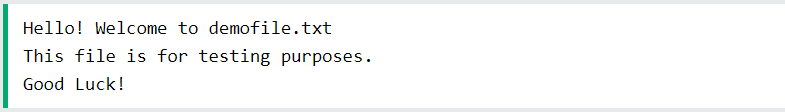 Hello! Welcome to demofile.txt
This file is for testing purposes.
Good Luck!